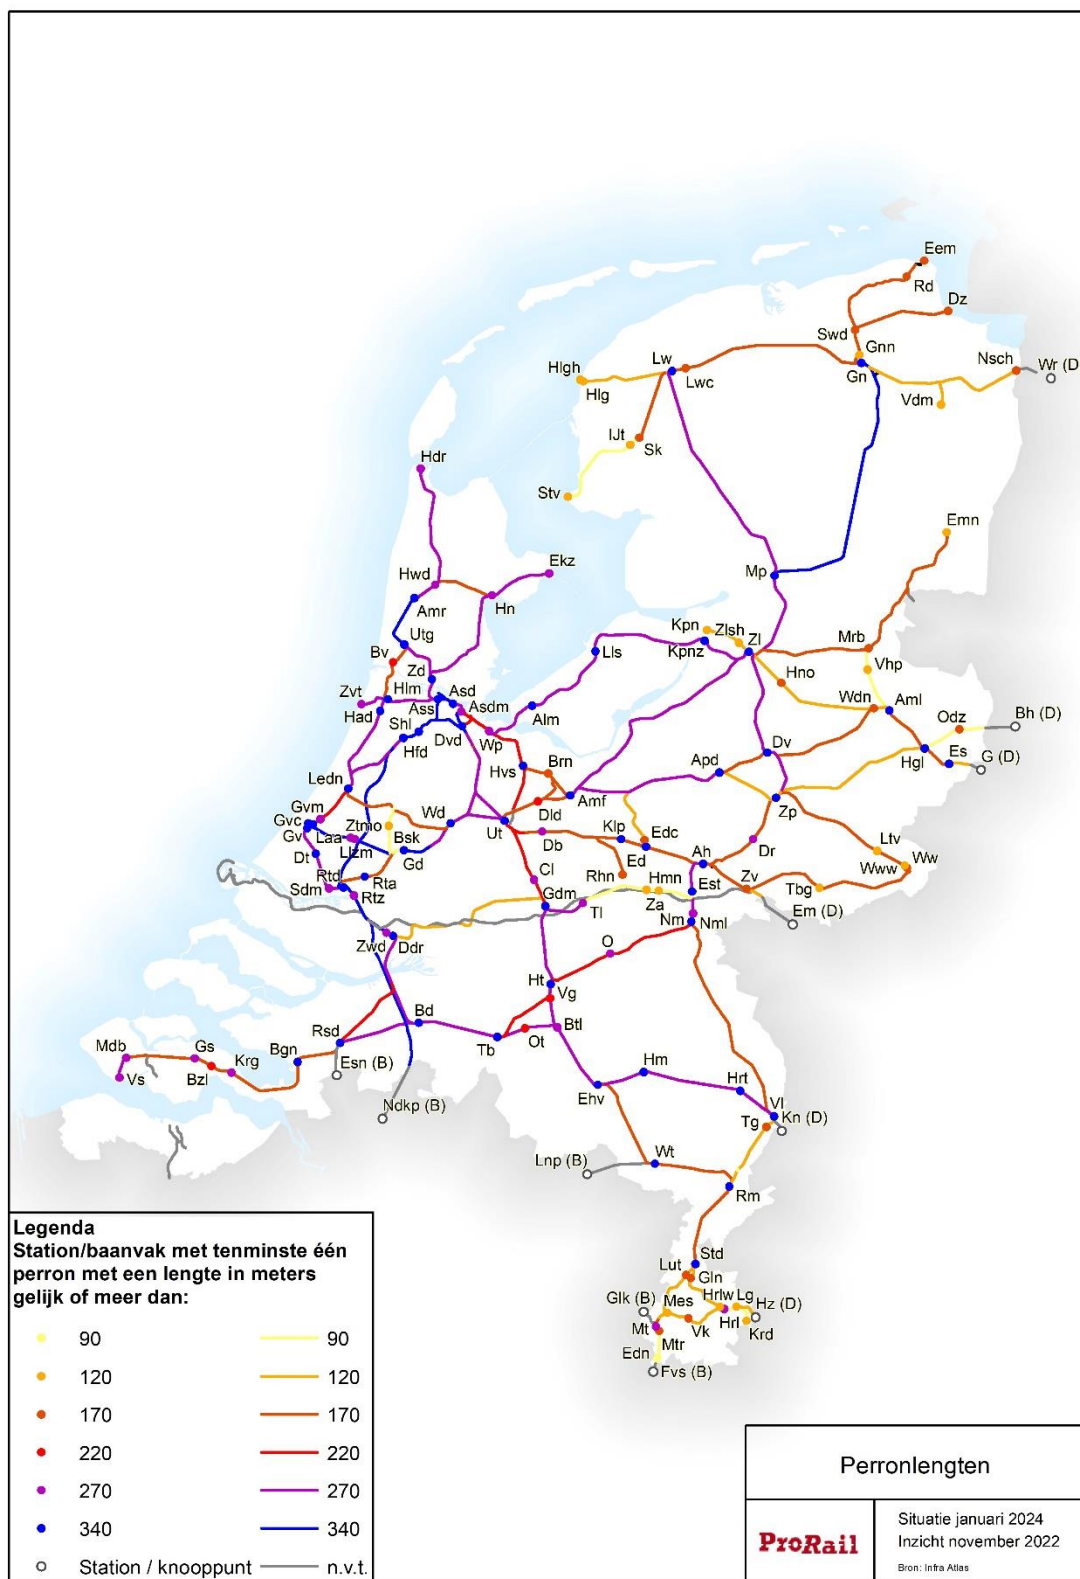 Eem
Rd
Dz
Swd
Gnn
Gn
Nsch
Wr (D
Vdm
Lw
Lwc
Hlgh
Hlg
IJt
Sk
Stv
Hdr
Emn
Ekz
Hwd
Hn
Amr
Mp
Utg
Bv
Kpn
Zlsh
Zl
Kpnz
Lls
Mrb
Vhp
Hno
Zd
Zvt
Hlm
Asd
Ass
Asdm
Had
Shl
Hfd
Dvd
Wp
Alm
Wdn
Aml
Odz
Bh (D)
Dv
Hgl
Es
G (D)
Apd
Hvs
Brn
Ledn
Gvm
Gvc
Gv
Ztmo
Laa
Llzm
Bsk
Gd
Wd
Ut
Dld
Amf
Zp
Dt
Db
Klp
Edc
Ed
Ah
Dr
Ltv
Ww
Www
Rtd
Rta
Sdm
Rtz
Cl
Rhn
Hmn
Est
Zv
Tbg
Gdm
Tl
Za
Nm
Nml
Em (D)
Zwd
Ddr
O
Ht
Vg
Bd
Btl
Rsd
Tb
Ot
Mdb
Gs
Krg
Bgn
Esn (B)
Vs
Bzl
Hm
Hrt
Ndkp (B)
Ehv
Vl
Kn (D)
Tg
Lnp (B)
Wt
Rm
Std
Lut
Gln
Glk (B)
Mes
Hrlw
Lg
Hz (D)
Mt
Mtr
Vk
Hrl
Krd
Edn
Fvs (B)
Legenda
Station/baanvak met tenminste één
perron met een lengte in meters
gelijk of meer dan:
90 90
120 120
170 170
220 220
270 270
340 340
Station / knooppunt n.v.t.
Perronlengten
ProRail
Situatie januari 2024
Inzicht november 2022
Bron: Infra Atlas